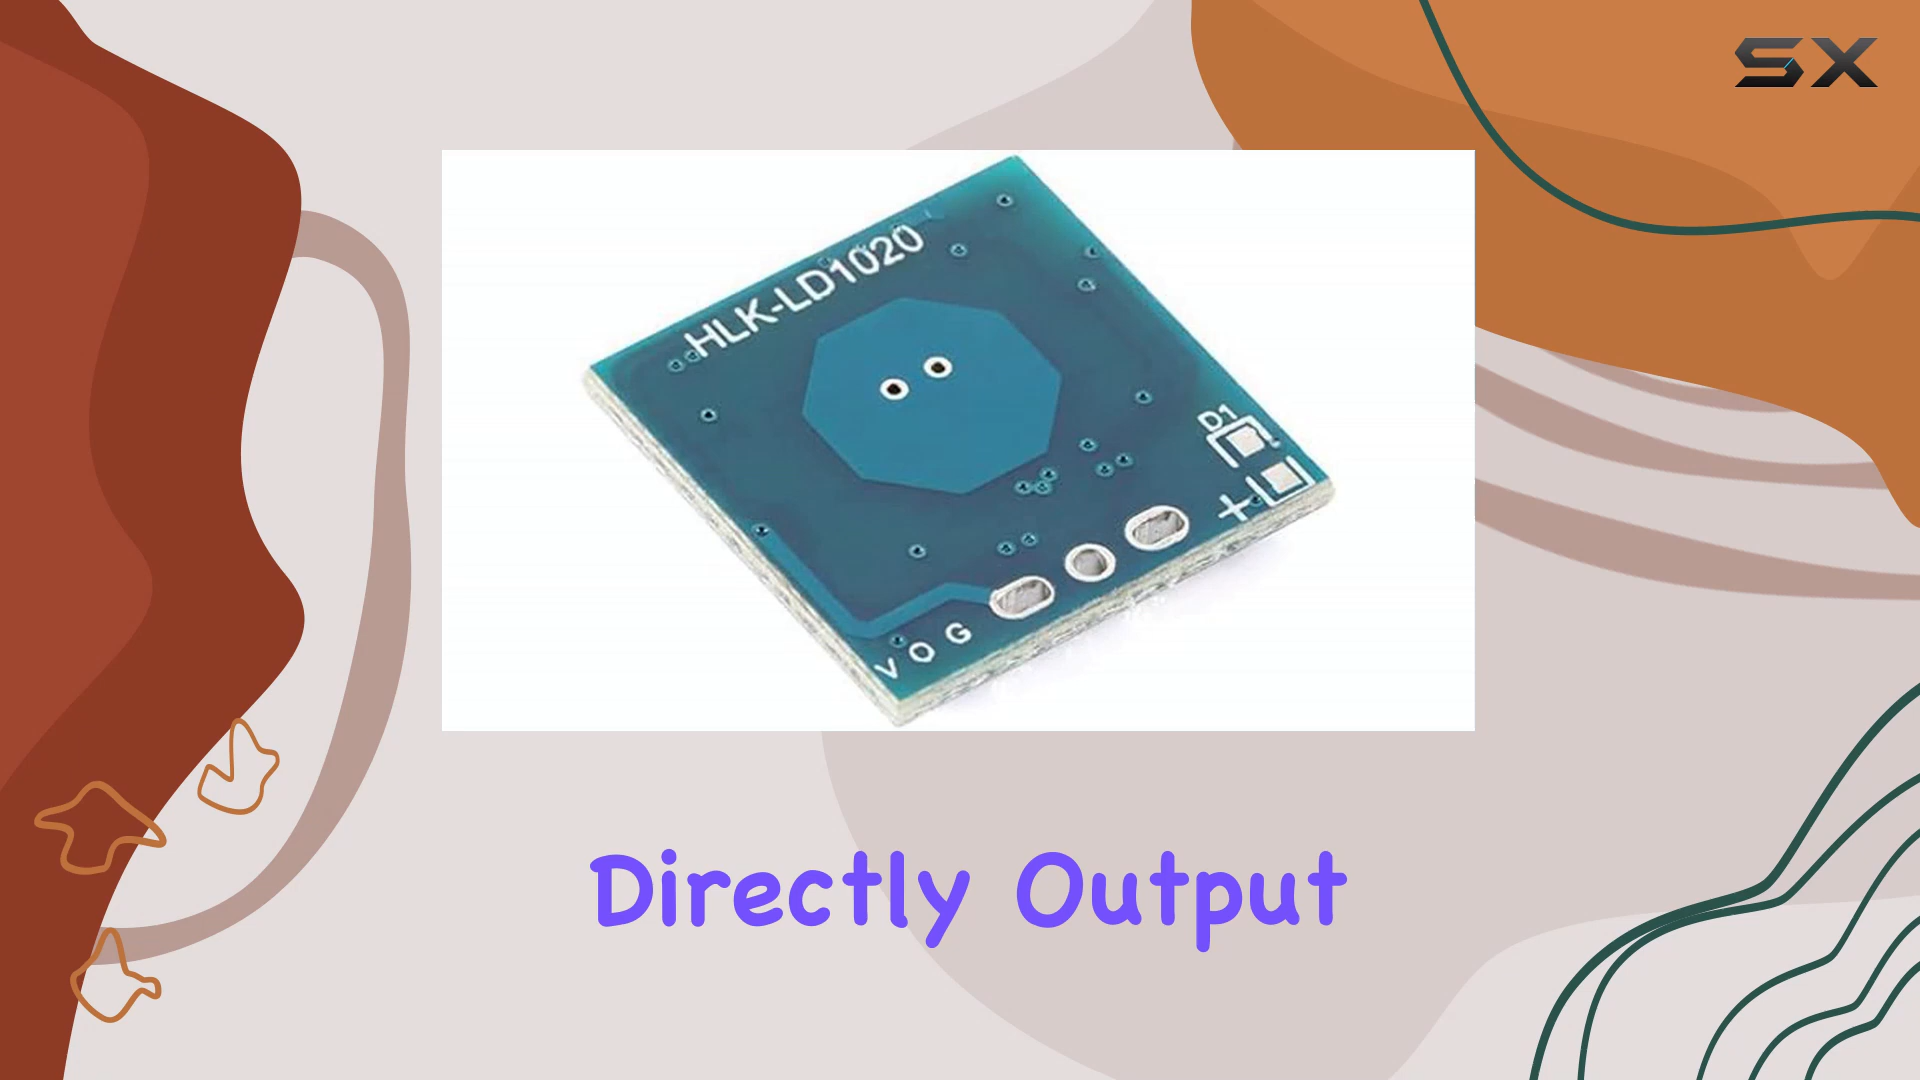 SX
HLK-LD1020
D1
+
V O G
Directly Output